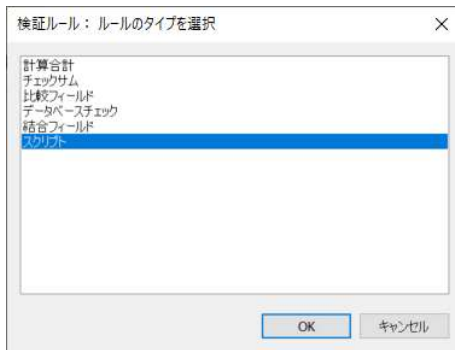 検証ルール： ルールのタイプを選択
計算合計
チェックサム
比較フィールド
データベースチェック
結合フィールド
スクリプト
OK
キャンセル